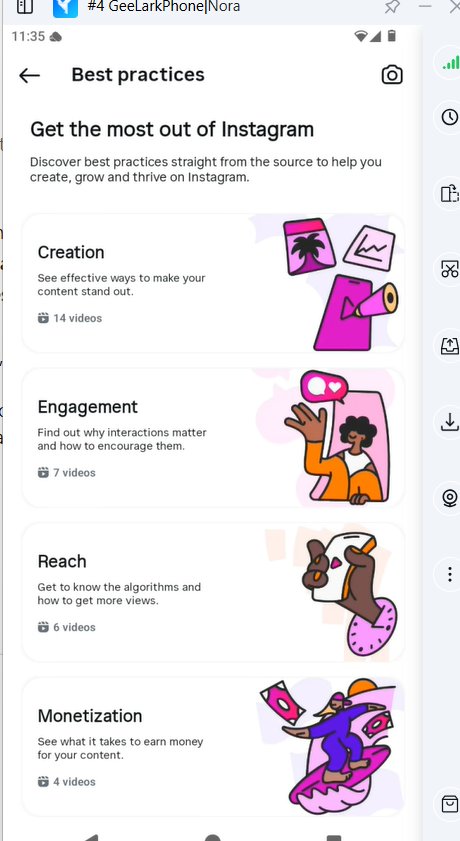 #4 GeeLarkPhone|Nora
11:35
Best practices
Get the most out of Instagram
Discover best practices straight from the source to help you
create, grow and thrive on Instagram.
Creation
See effective ways to make your
content stand out.
14 videos
Engagement
Find out why interactions matter
and how to encourage them.
7 videos
Reach
Get to know the algorithms and
how to get more views.
6 videos
Monetization
See what it takes to earn money
for your content.
4 videos